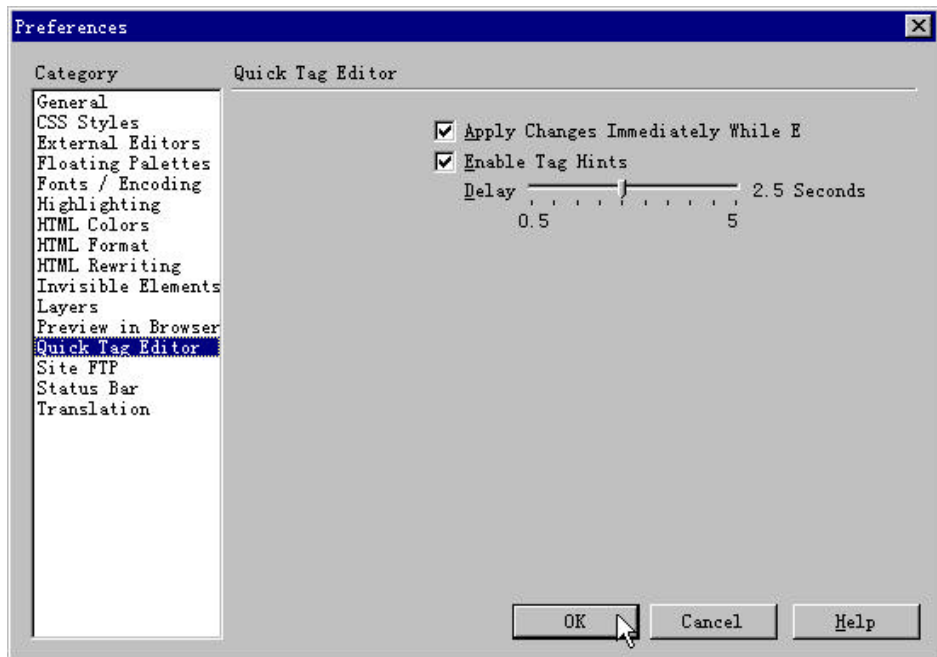 Preferences
Category
General
CSS Styles
External Editors
Floating Palettes
Fonts / Encoding
Highlighting
HTML Colors
HTML Format
HTML Rewriting
Invisible Elements
Layers
Preview in Browser
Quick Tag Editor
Site FTP
Status Bar
Translation
Quick Tag Editor
Apply Changes Immediately While E
Enable Tag Hints
Delay 2.5 Seconds
0.5 5
OK Cancel Help